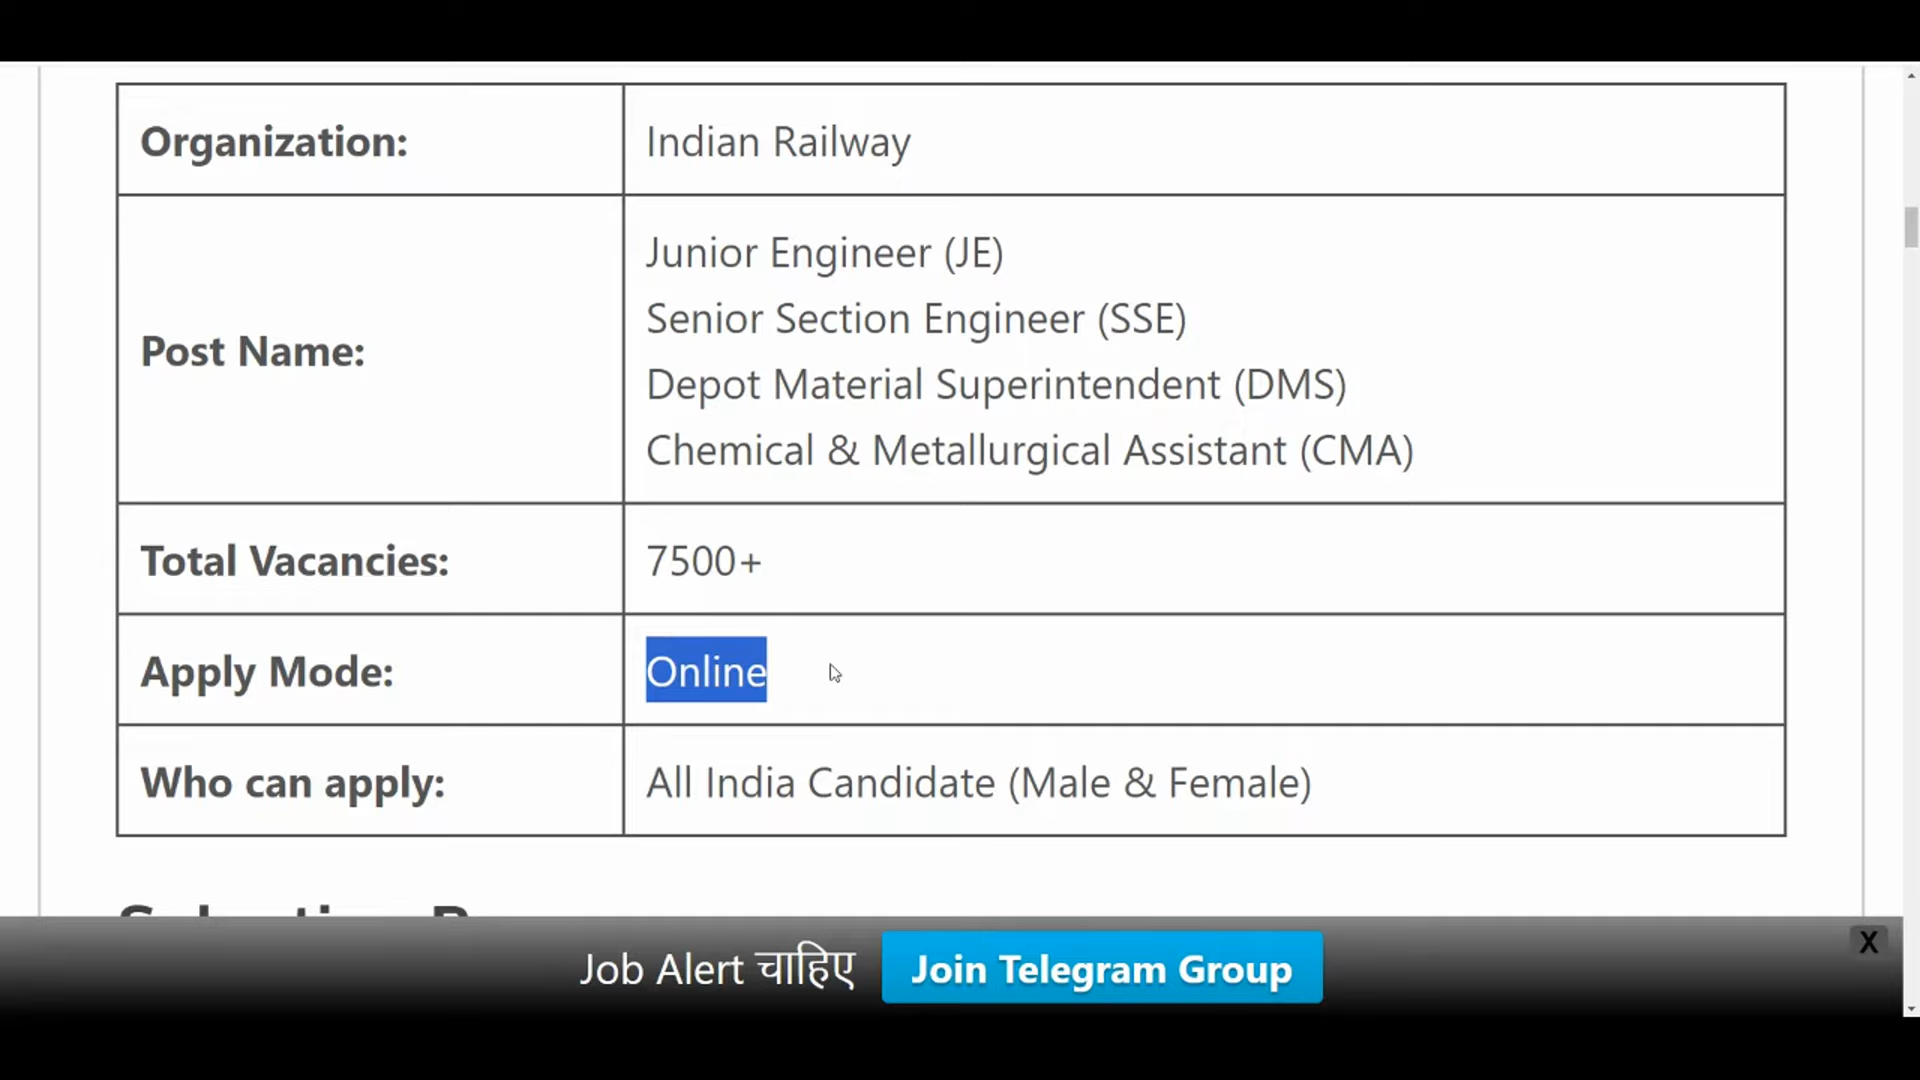 Organization: Indian Railway
Post Name: Junior Engineer (JE)
Senior Section Engineer (SSE)
Depot Material Superintendent (DMS)
Chemical & Metallurgical Assistant (CMA)
Total Vacancies: 7500+
Apply Mode: Online
Who can apply: All India Candidate (Male & Female)
Job Alert चाहिए Join Telegram Group X